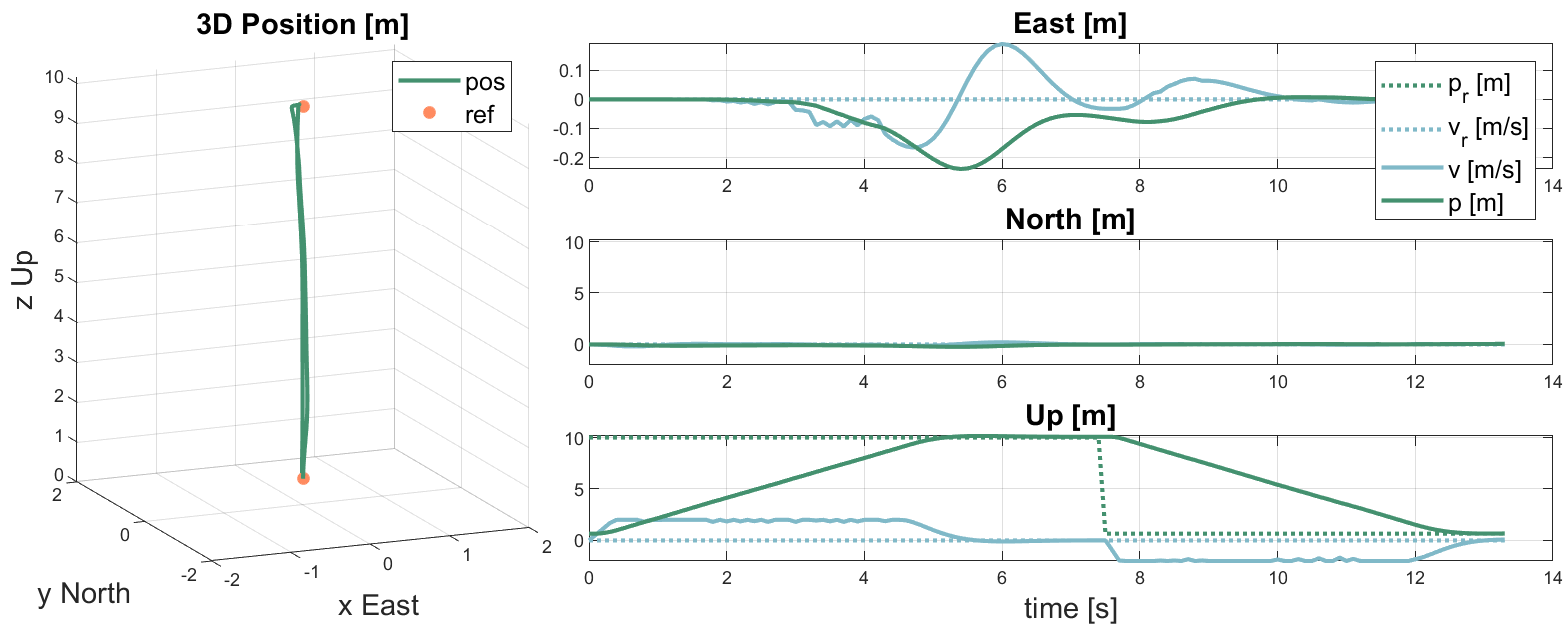 3D Position [m]
pos
ref
10
9
8
7
6
5
4
3
2
1
0
z Up
2
0
-2
y North
-2
-1
0
1
2
x East
East [m]
0.1
0
-0.1
-0.2
0 2 4 6 8 10 14
p_r [m]
v_r [m/s]
v [m/s]
p [m]
North [m]
10
5
0
0 2 4 6 8 10 12 14
Up [m]
10
5
0
0 2 4 6 8 10 12 14
time [s]